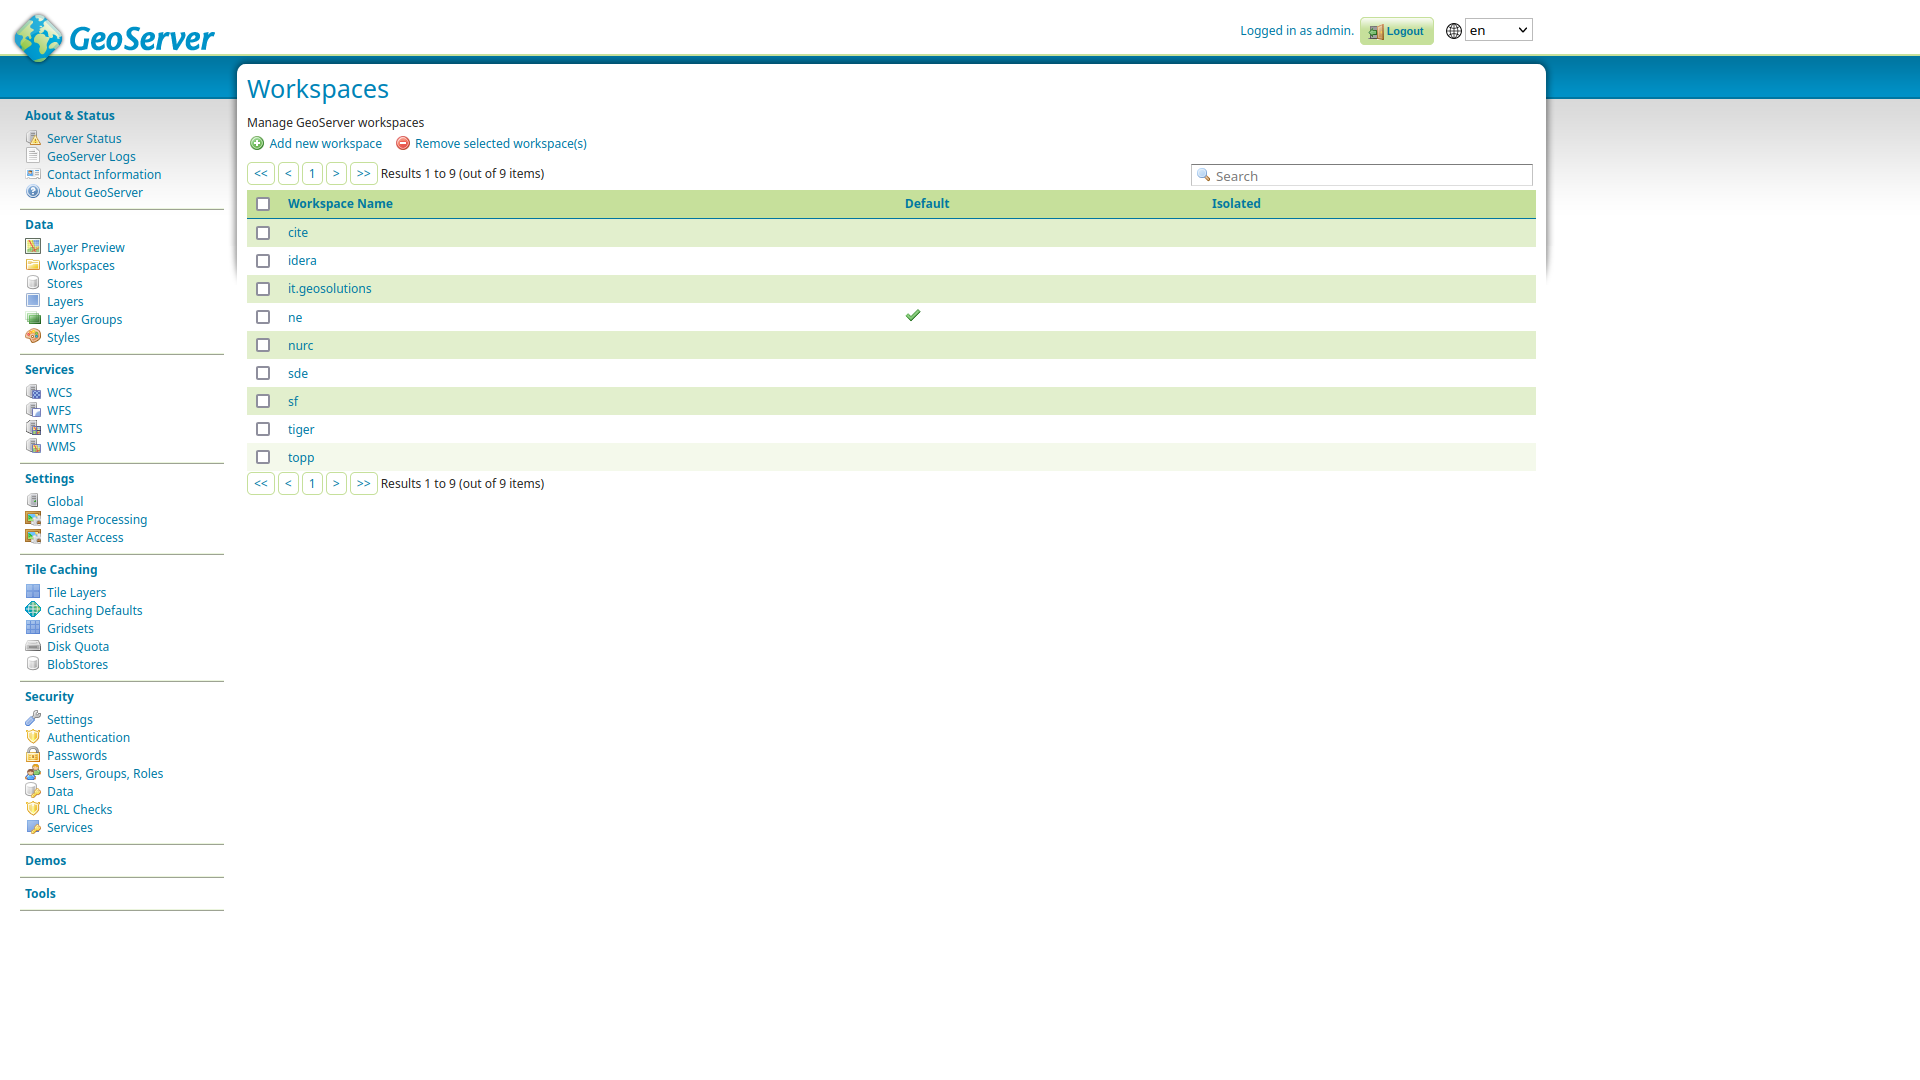 GeoServer
Logged in as admin. Logout en
Workspaces
Manage GeoServer workspaces
Add new workspace Remove selected workspace(s)
<< < 1 > >> Results 1 to 9 (out of 9 items) Search
Workspace Name Default Isolated
cite
idera
it.geosolutions
ne
nurc
sde
sf
tiger
topp
<< < 1 > >> Results 1 to 9 (out of 9 items)
About & Status
Server Status
GeoServer Logs
Contact Information
About GeoServer
Data
Layer Preview
Workspaces
Stores
Layers
Layer Groups
Styles
Services
WCS
WFS
WMTS
WMS
Settings
Global
Image Processing
Raster Access
Tile Caching
Tile Layers
Caching Defaults
Gridsets
Disk Quota
BlobStores
Security
Settings
Authentication
Passwords
Users, Groups, Roles
Data
URL Checks
Services
Demos
Tools